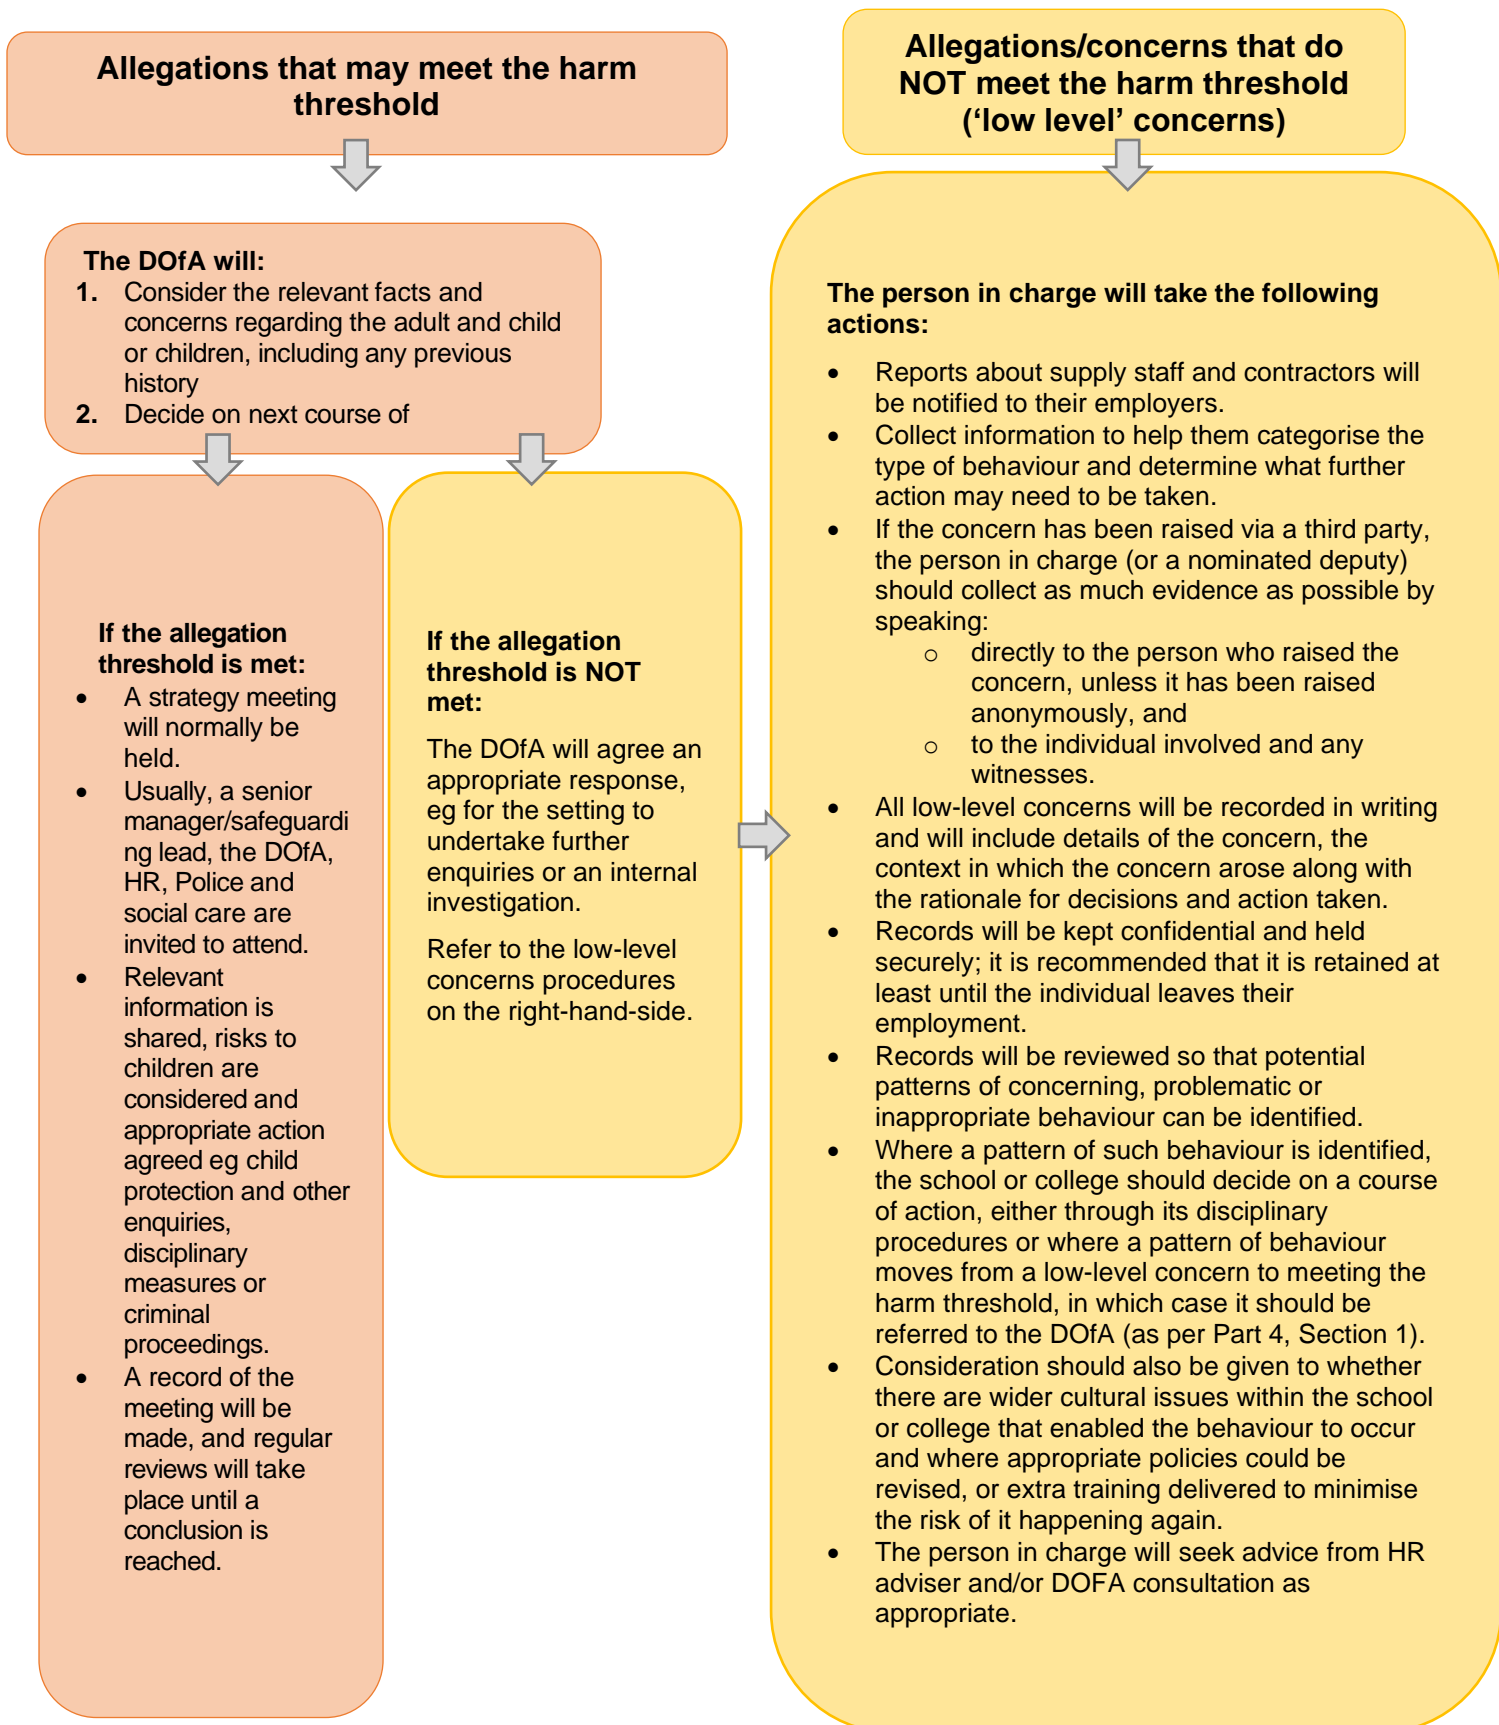 Allegations that may meet the harm
threshold
Allegations/concerns that do
NOT meet the harm threshold
(‘low level’ concerns)
The DOfA will:
1. Consider the relevant facts and
concerns regarding the adult and child
or children, including any previous
history
2. Decide on next course of
If the allegation
threshold is met:
• A strategy meeting
will normally be
held.
• Usually, a senior
manager/safeguardi
ng lead, the DOfA,
HR, Police and
social care are
invited to attend.
• Relevant
information is
shared, risks to
children are
considered and
appropriate action
agreed eg child
protection and other
enquiries,
disciplinary
measures or
criminal
proceedings.
• A record of the
meeting will be
made, and regular
reviews will take
place until a
conclusion is
reached.
If the allegation
threshold is NOT
met:
The DOfA will agree an
appropriate response,
eg for the setting to
undertake further
enquiries or an internal
investigation.
Refer to the low-level
concerns procedures
on the right-hand-side.
The person in charge will take the following
actions:
• Reports about supply staff and contractors will
be notified to their employers.
• Collect information to help them categorise the
type of behaviour and determine what further
action may need to be taken.
• If the concern has been raised via a third party,
the person in charge (or a nominated deputy)
should collect as much evidence as possible by
speaking:
o directly to the person who raised the
concern, unless it has been raised
anonymously, and
o to the individual involved and any
witnesses.
• All low-level concerns will be recorded in writing
and will include details of the concern, the
context in which the concern arose along with
the rationale for decisions and action taken.
• Records will be kept confidential and held
securely; it is recommended that it is retained at
least until the individual leaves their
employment.
• Records will be reviewed so that potential
patterns of concerning, problematic or
inappropriate behaviour can be identified.
• Where a pattern of such behaviour is identified,
the school or college should decide on a course
of action, either through its disciplinary
procedures or where a pattern of behaviour
moves from a low-level concern to meeting the
harm threshold, in which case it should be
referred to the DOfA (as per Part 4, Section 1).
• Consideration should also be given to whether
there are wider cultural issues within the school
or college that enabled the behaviour to occur
and where appropriate policies could be
revised, or extra training delivered to minimise
the risk of it happening again.
• The person in charge will seek advice from HR
adviser and/or DOFA consultation as
appropriate.